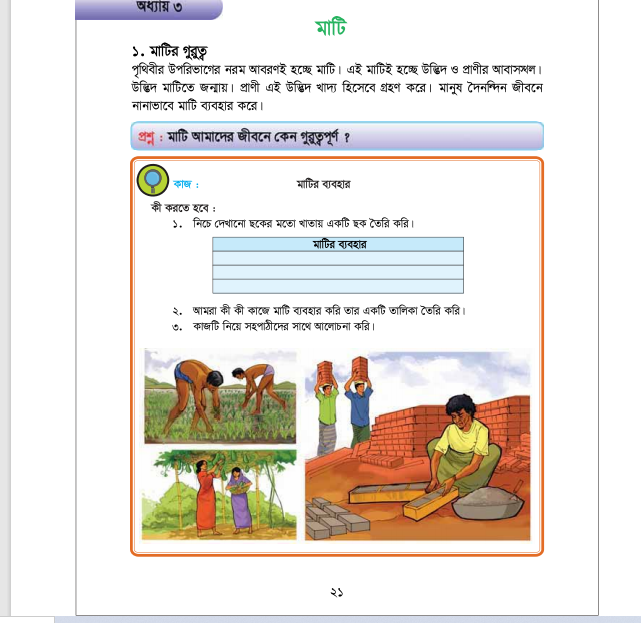 অধ্যায় ৩
মাটি
১. মাটির গুরুত্ব
পৃথিবীর উপরিভাগের নরম আবরণই হচ্ছে মাটি। এই মাটিই হচ্ছে উদ্ভিদ ও প্রাণীর আবাসস্থল।
উদ্ভিদ মাটিতে জন্মায়। প্রাণী এই উদ্ভিদ খাদ্য হিসেবে গ্রহণ করে। মানুষ দৈনন্দিন জীবনে
নানাভাবে মাটি ব্যবহার করে।
প্রশ্ন : মাটি আমাদের জীবনে কেন গুরুত্বপূর্ণ ?
কাজ : মাটির ব্যবহার
কী করতে হবে :
১. নিচে দেখানো ছকের মতো খাতায় একটি ছক তৈরি করি।
মাটির ব্যবহার
২. আমরা কী কী কাজে মাটি ব্যবহার করি তার একটি তালিকা তৈরি করি।
৩. কাজটি নিয়ে সহপাঠীদের সাথে আলোচনা করি।
২১